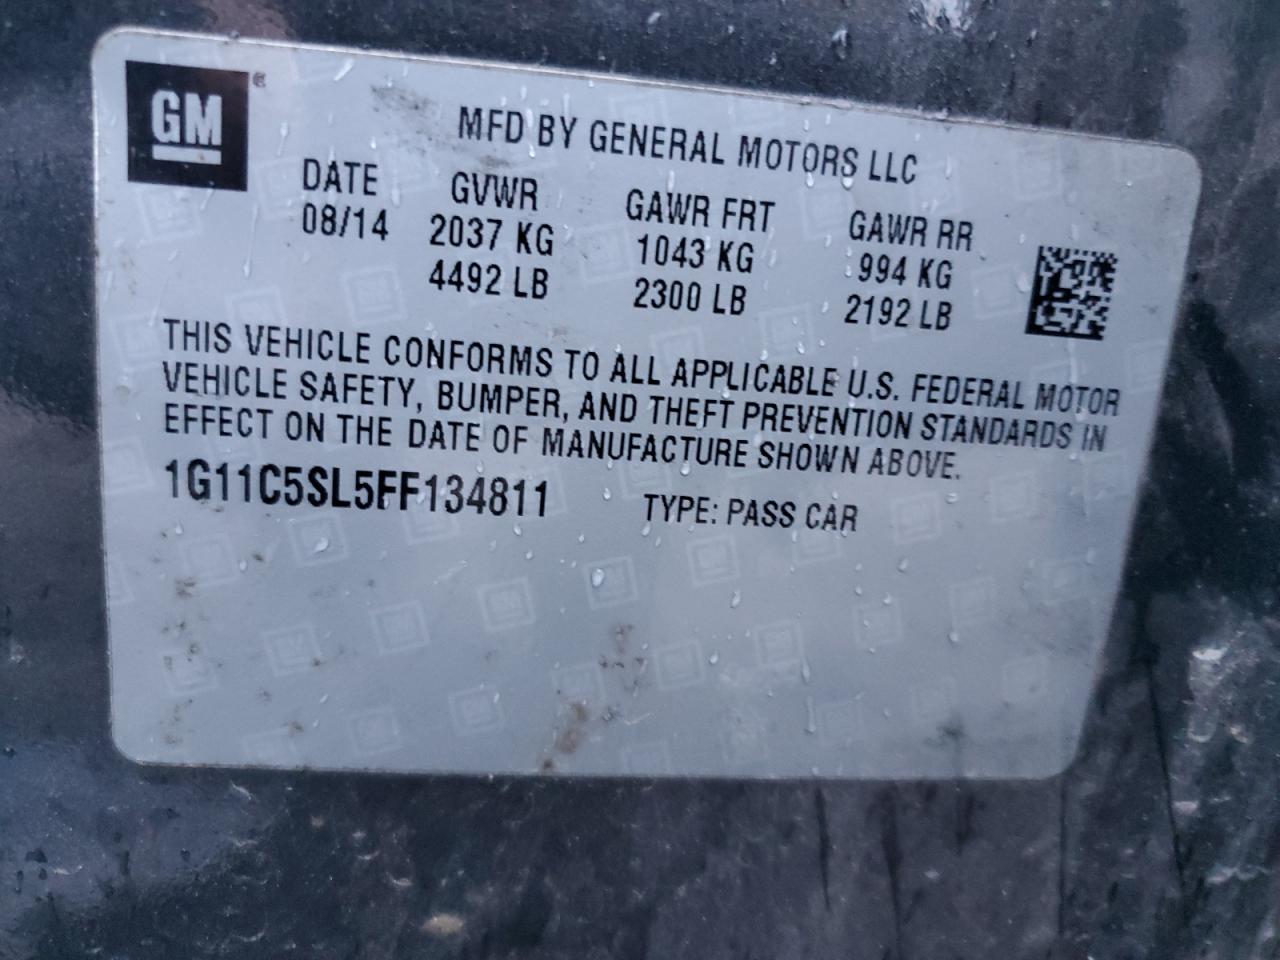 GM
MFD BY GENERAL MOTORS LLC
DATE GVWR GAWR FRT GAWR RR
08/14 2037 KG 1043 KG 994 KG
4492 LB 2300 LB 2192 LB
THIS VEHICLE CONFORMS TO ALL APPLICABLE U.S. FEDERAL MOTOR
VEHICLE SAFETY, BUMPER, AND THEFT PREVENTION STANDARDS IN
EFFECT ON THE DATE OF MANUFACTURE SHOWN ABOVE.
1G11C5SL5FF134811 TYPE: PASS CAR